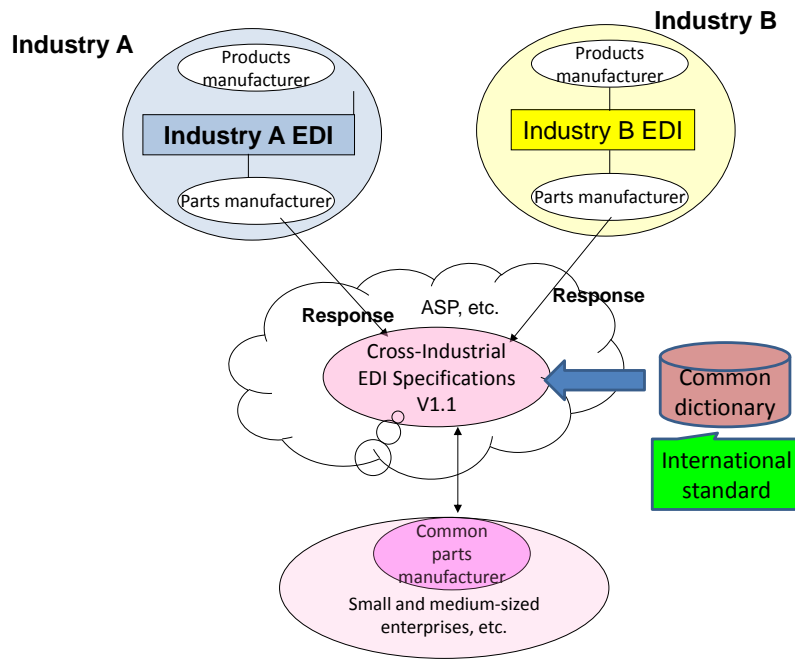 Industry A
Products
manufacturer
Industry A EDI
Parts manufacturer
Industry B
Products
manufacturer
Industry B EDI
Parts manufacturer
Response
ASP, etc.
Response
Cross-Industrial
EDI Specifications
V1.1
Common
dictionary
International
standard
Common
parts
manufacturer
Small and medium-sized
enterprises, etc.